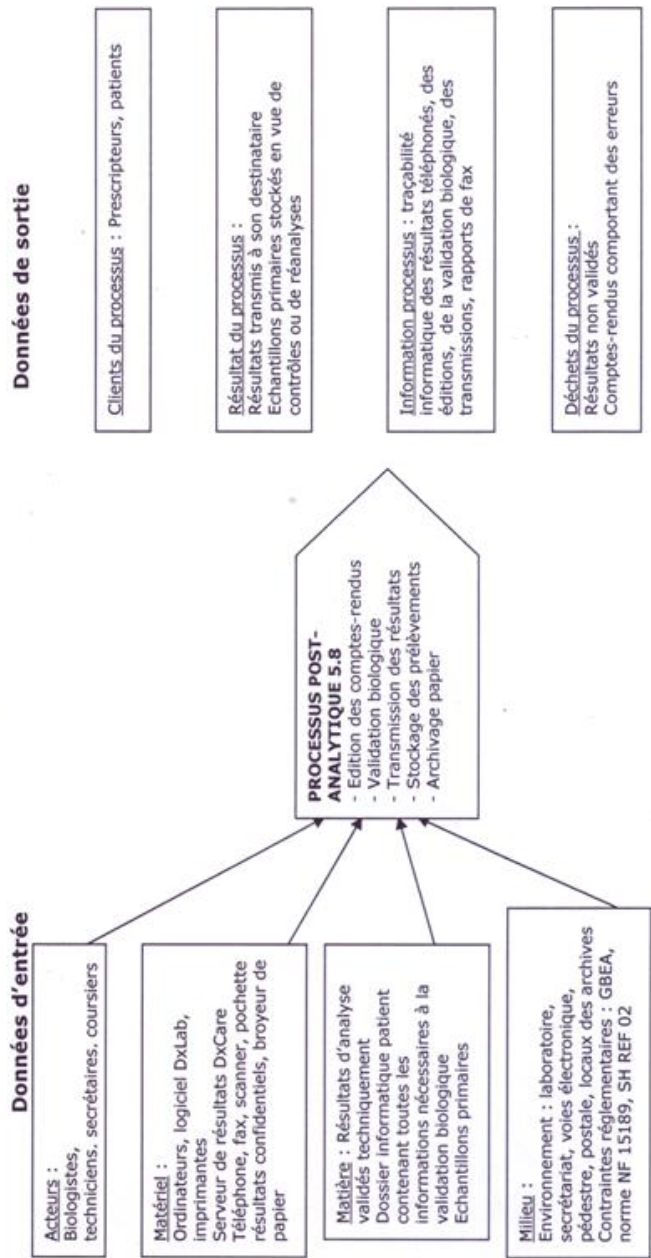 Données d'entrée
Acteurs :
Biologistes,
techniciens. secrétaires. coursiers
Matériel :
Ordinateurs, logiciel DxLab,
imprimantes
Serveur de résultats DxCare
Téléphone, fax, scanner, pochette
résultats confidentiels, broyeur de
papier
Matière : Résultats d'analyse
validés techniquement
Dossier informatique patient
contenant toutes les
informations nécessaires à la
validation biologique
Echantillons primaires
Milieu :
Environnement : laboratoire,
secrétariat, voies électronique,
pédestre, postale, locaux des archives
Contraintes réglementaires : GBEA,
norme NF 15189, SH REF 02
PROCESSUS POST-
ANALYTIQUE 5.8
- Edition des comptes-rendus
- Validation biologique
- Transmission des résultats
- Stockage des prélèvements
- Archivage papier
Données de sortie
Clients du processus : Prescripteurs, patients
Résultat du processus :
Résultats transmis à son destinataire
Echantillons primaires stockés en vue de
contrôles ou de réanalyses
Information processus : traçabilité
informatique des résultats téléphonés, des
éditions, de la validation biologique, des
transmissions, rapports de fax
Déchets du processus :
Résultats non validés
Comptes-rendus comportant des erreurs